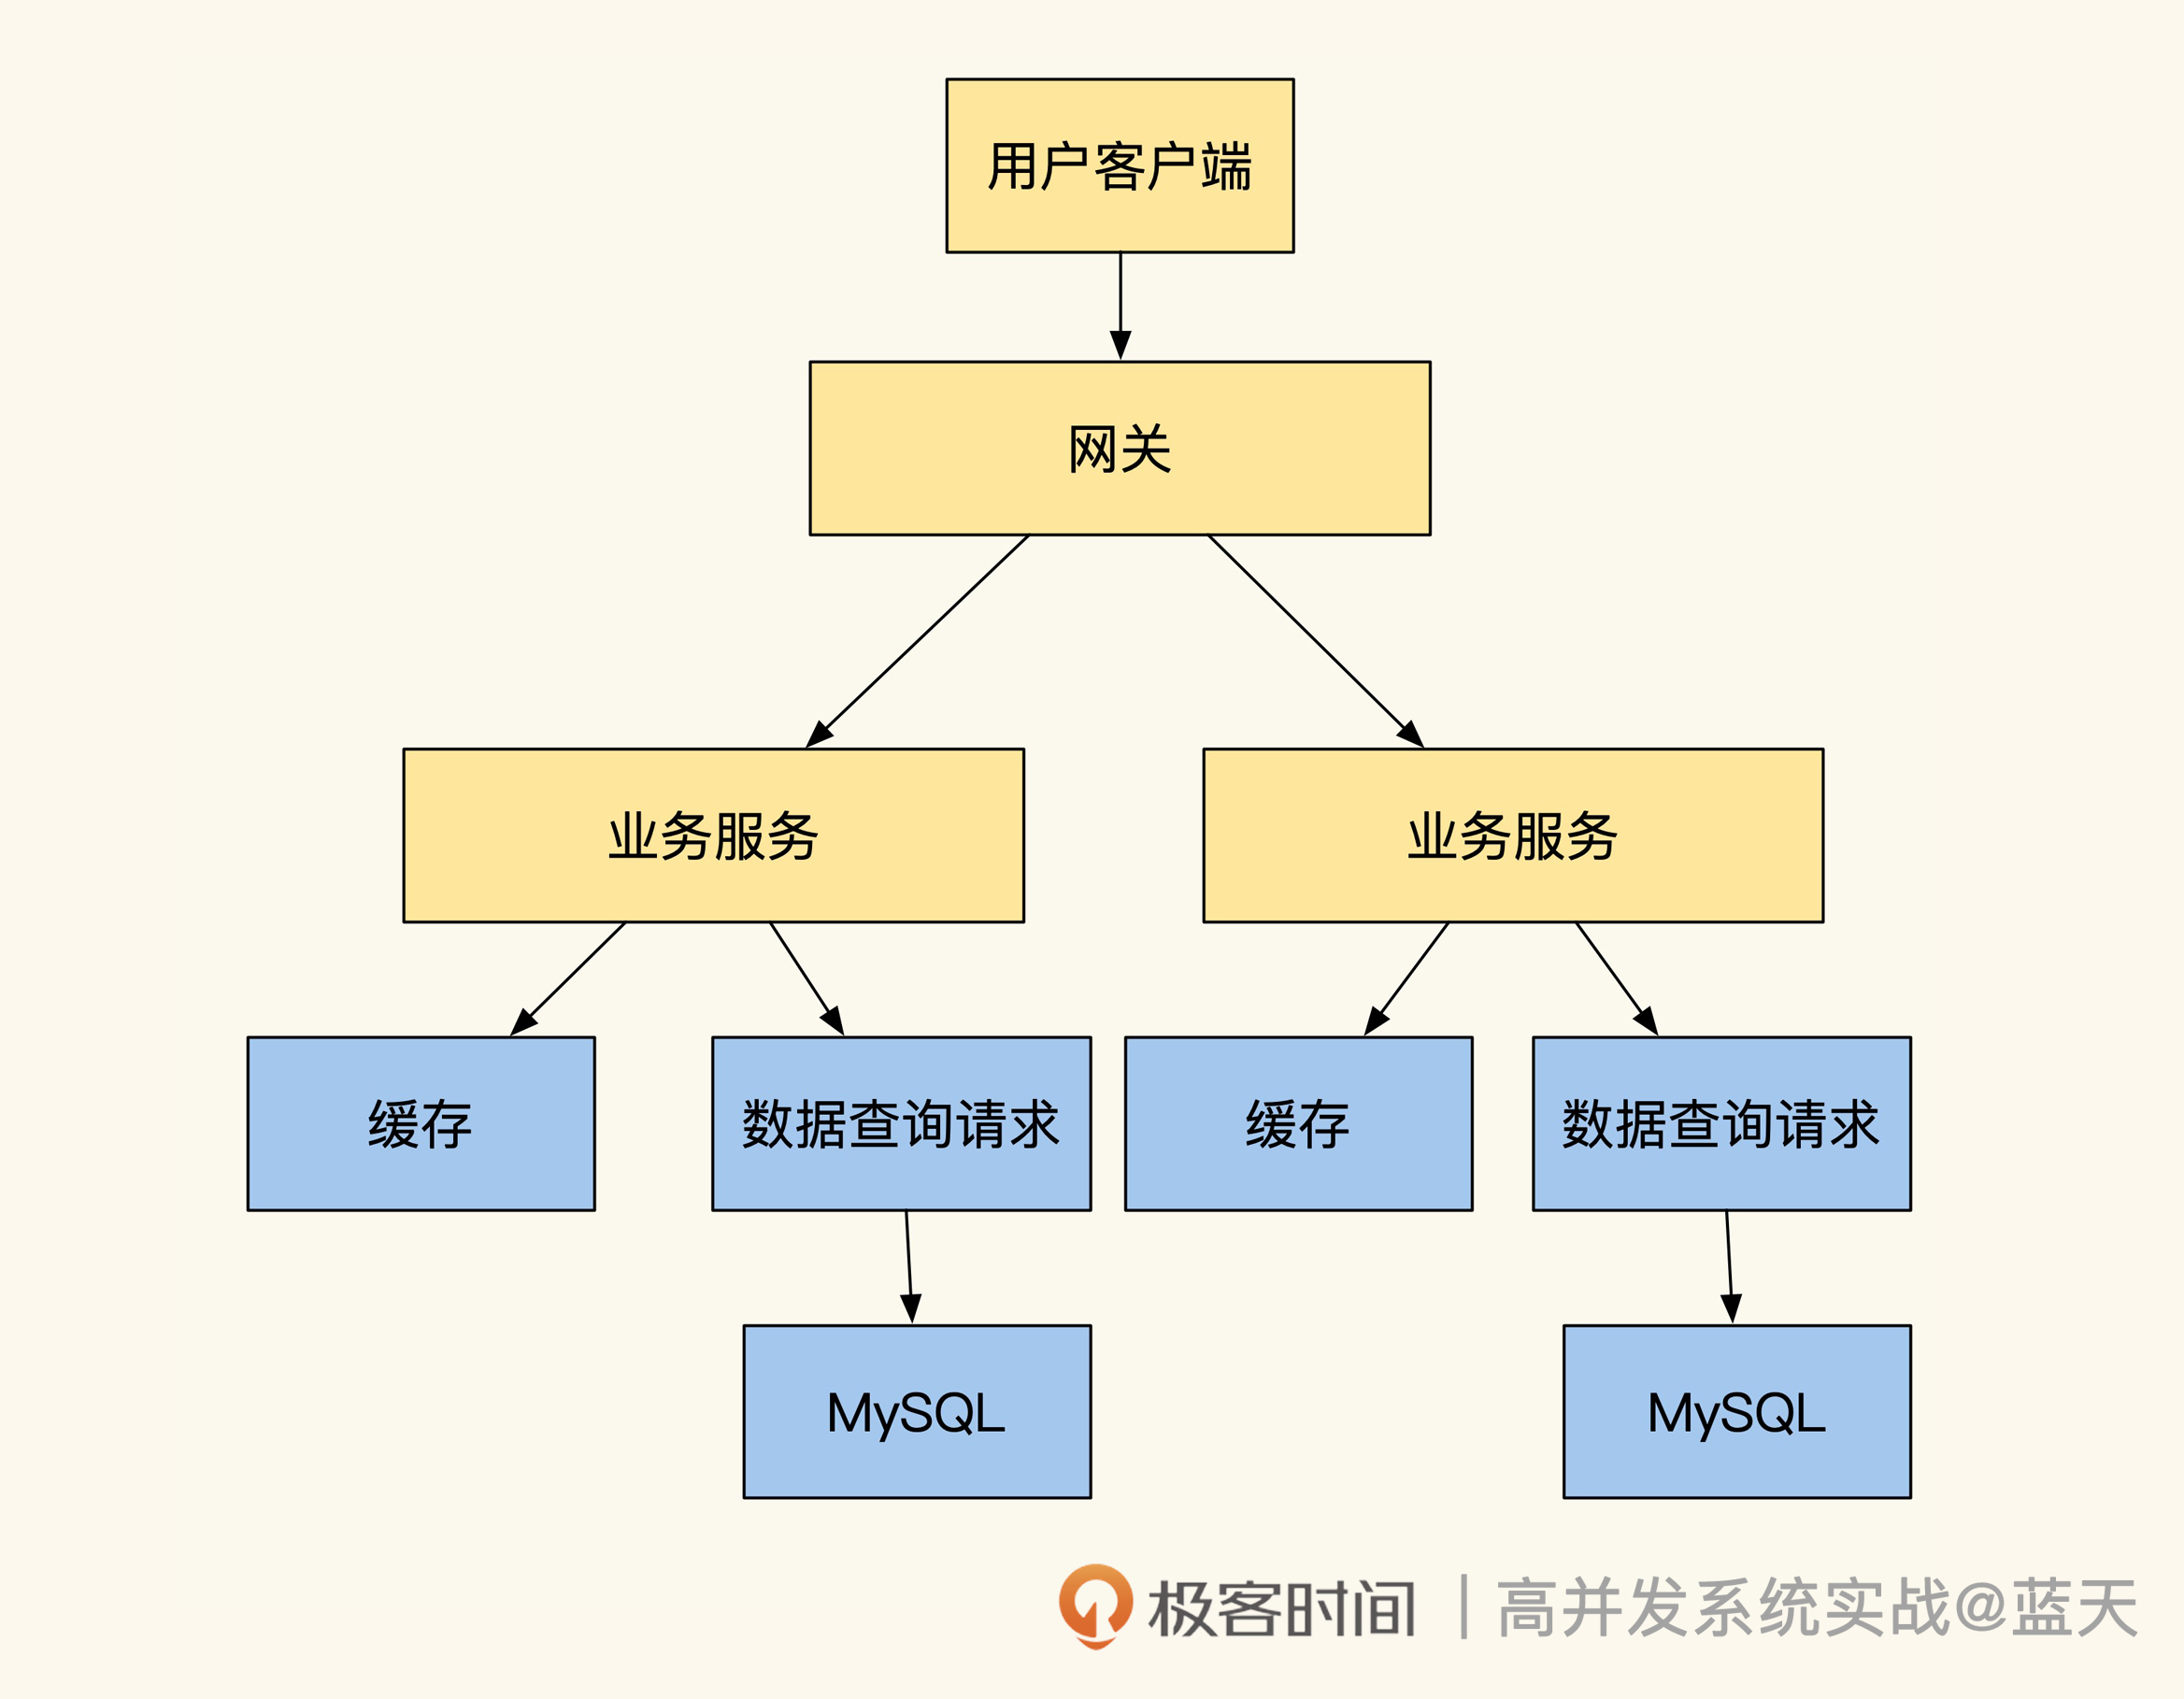 用户客户端
网关
业务服务
业务服务
缓存
数据查询请求
缓存
数据查询请求
MySQL
MySQL
极客时间 | 高并发系统实战@蓝天